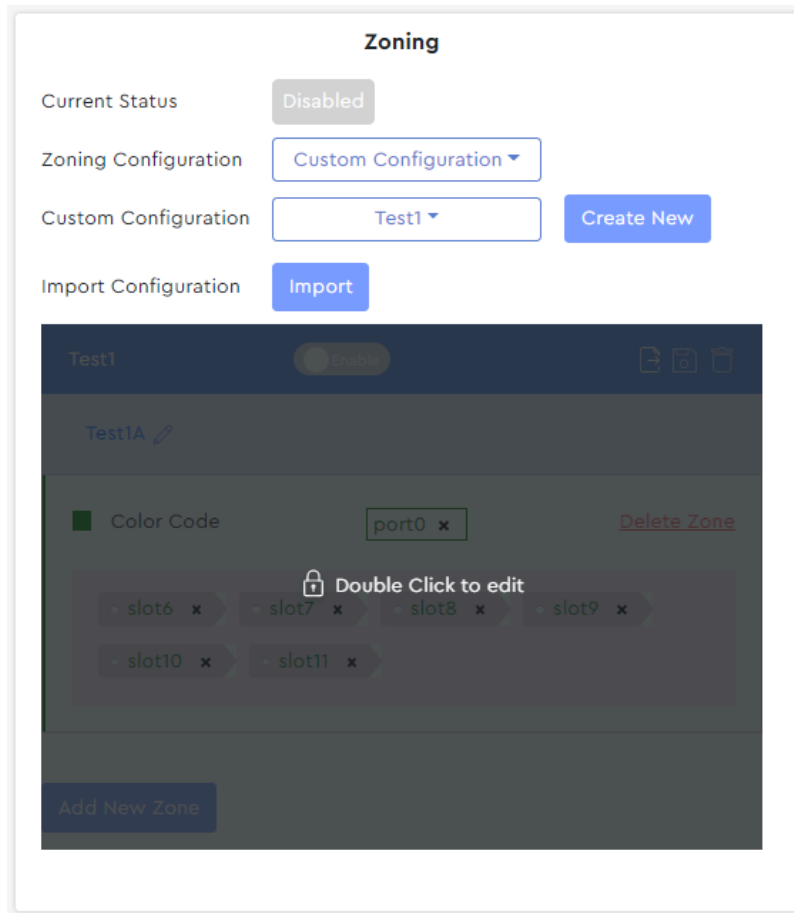 Zoning
Current Status Disabled
Zoning Configuration Custom Configuration
Custom Configuration Test1 Create New
Import Configuration Import
Test1 Enable
Test1A
Color Code port0 × Delete Zone
Double Click to edit
slot6 × slot7 × slot8 × slot9 ×
slot10 × slot11 ×
Add New Zone